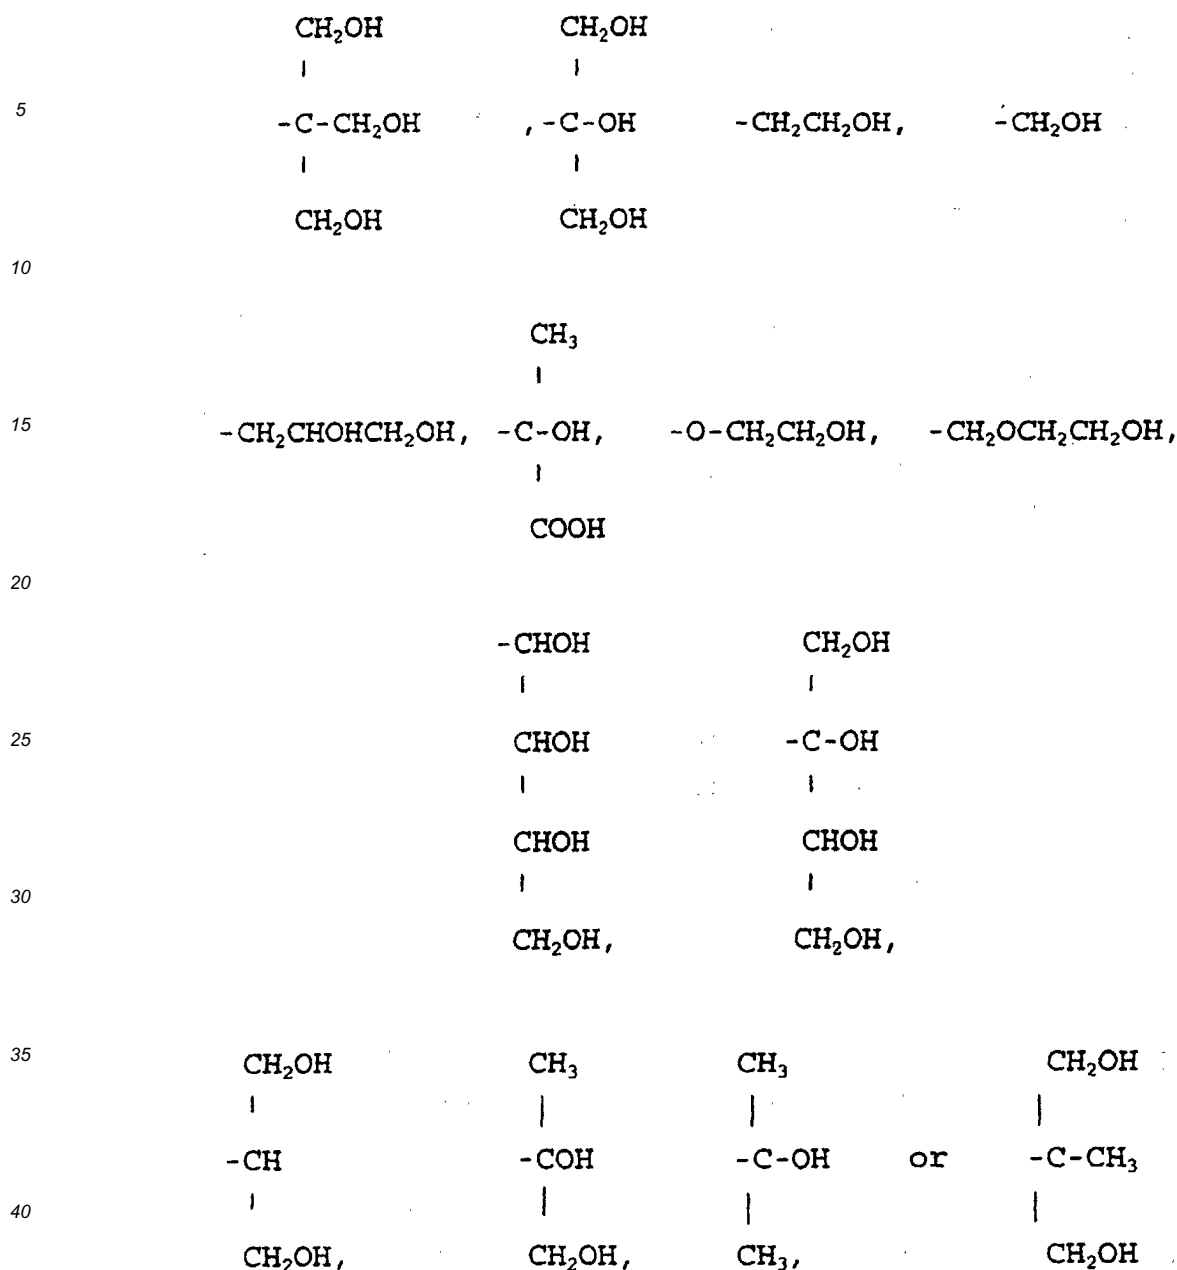 CH₂OH CH₂OH
| |
5 -C-CH₂OH ,-C-OH -CH₂CH₂OH, -CH₂OH
| |
CH₂OH CH₂OH
10
CH₃
|
15 -CH₂CHOHCH₂OH, -C-OH, -O-CH₂CH₂OH, -CH₂OCH₂CH₂OH,
|
COOH
20
-CHOH CH₂OH
| |
25 CHOH -C-OH
| |
CHOH CHOH
30 | |
CH₂OH, CH₂OH,
35 CH₂OH CH₃ CH₃ CH₂OH
| | | |
-CH -COH -C-OH or -C-CH₃
40 | | | |
CH₂OH, CH₂OH, CH₃, CH₂OH